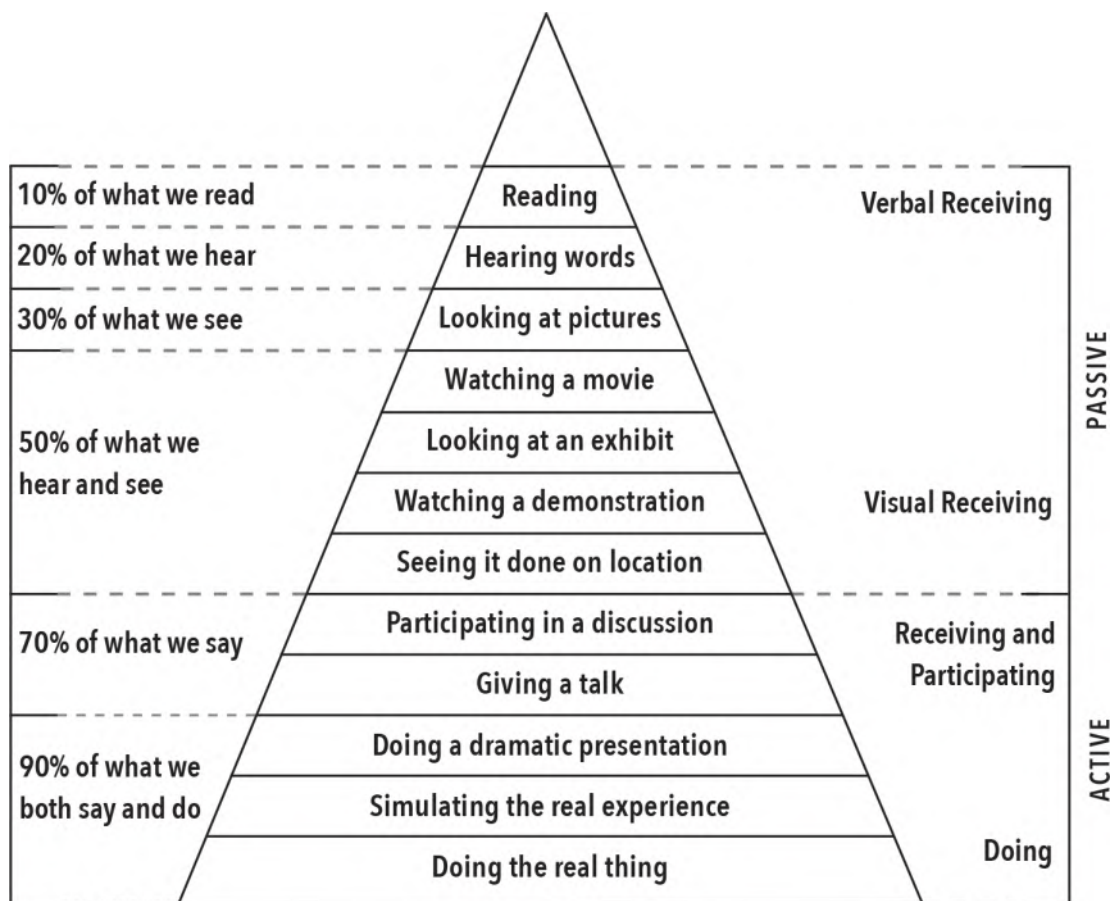 10% of what we read
Reading
Verbal Receiving
20% of what we hear
Hearing words
30% of what we see
Looking at pictures
Watching a movie
50% of what we
hear and see
Looking at an exhibit
Watching a demonstration
Visual Receiving
Seeing it done on location
PASSIVE
70% of what we say
Participating in a discussion
Receiving and
Participating
Giving a talk
90% of what we
both say and do
Doing a dramatic presentation
Simulating the real experience
Doing the real thing
Doing
ACTIVE